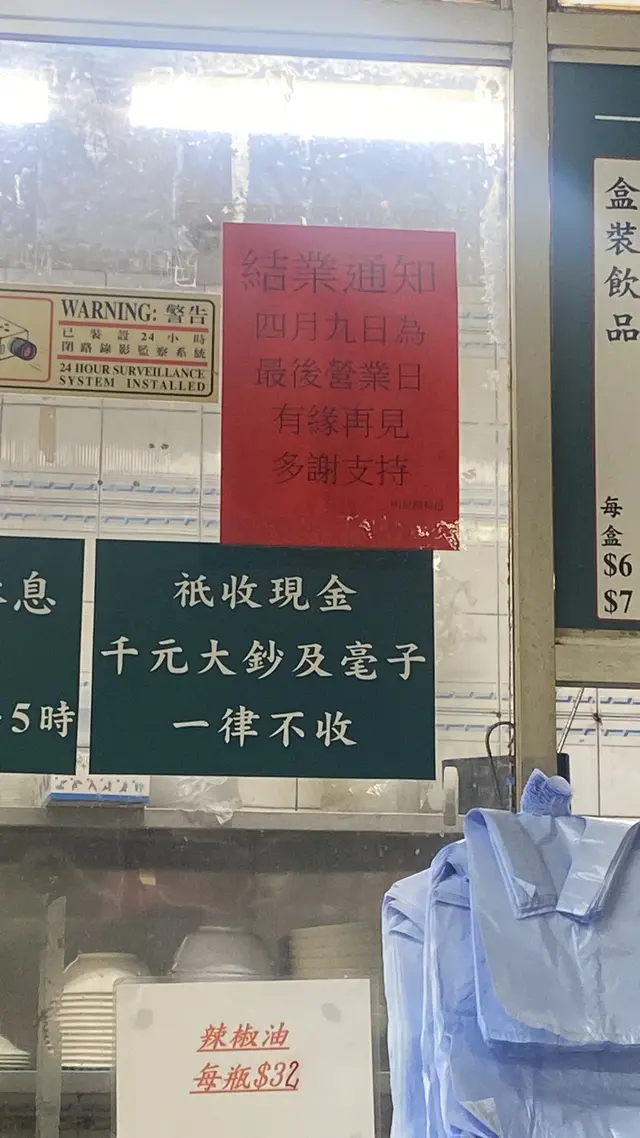 WARNING: 警告
已裝設24小時
閉路錄影監察系統
24 HOUR SURVEILLANCE
SYSTEM INSTALLED
結業通知
四月九日為
最後營業日
有緣再見
多謝支持
盒裝飲品
每盒
$6
$7
息
5時
祇收現金
千元大鈔及毫子
一律不收
辣椒油
每瓶$32